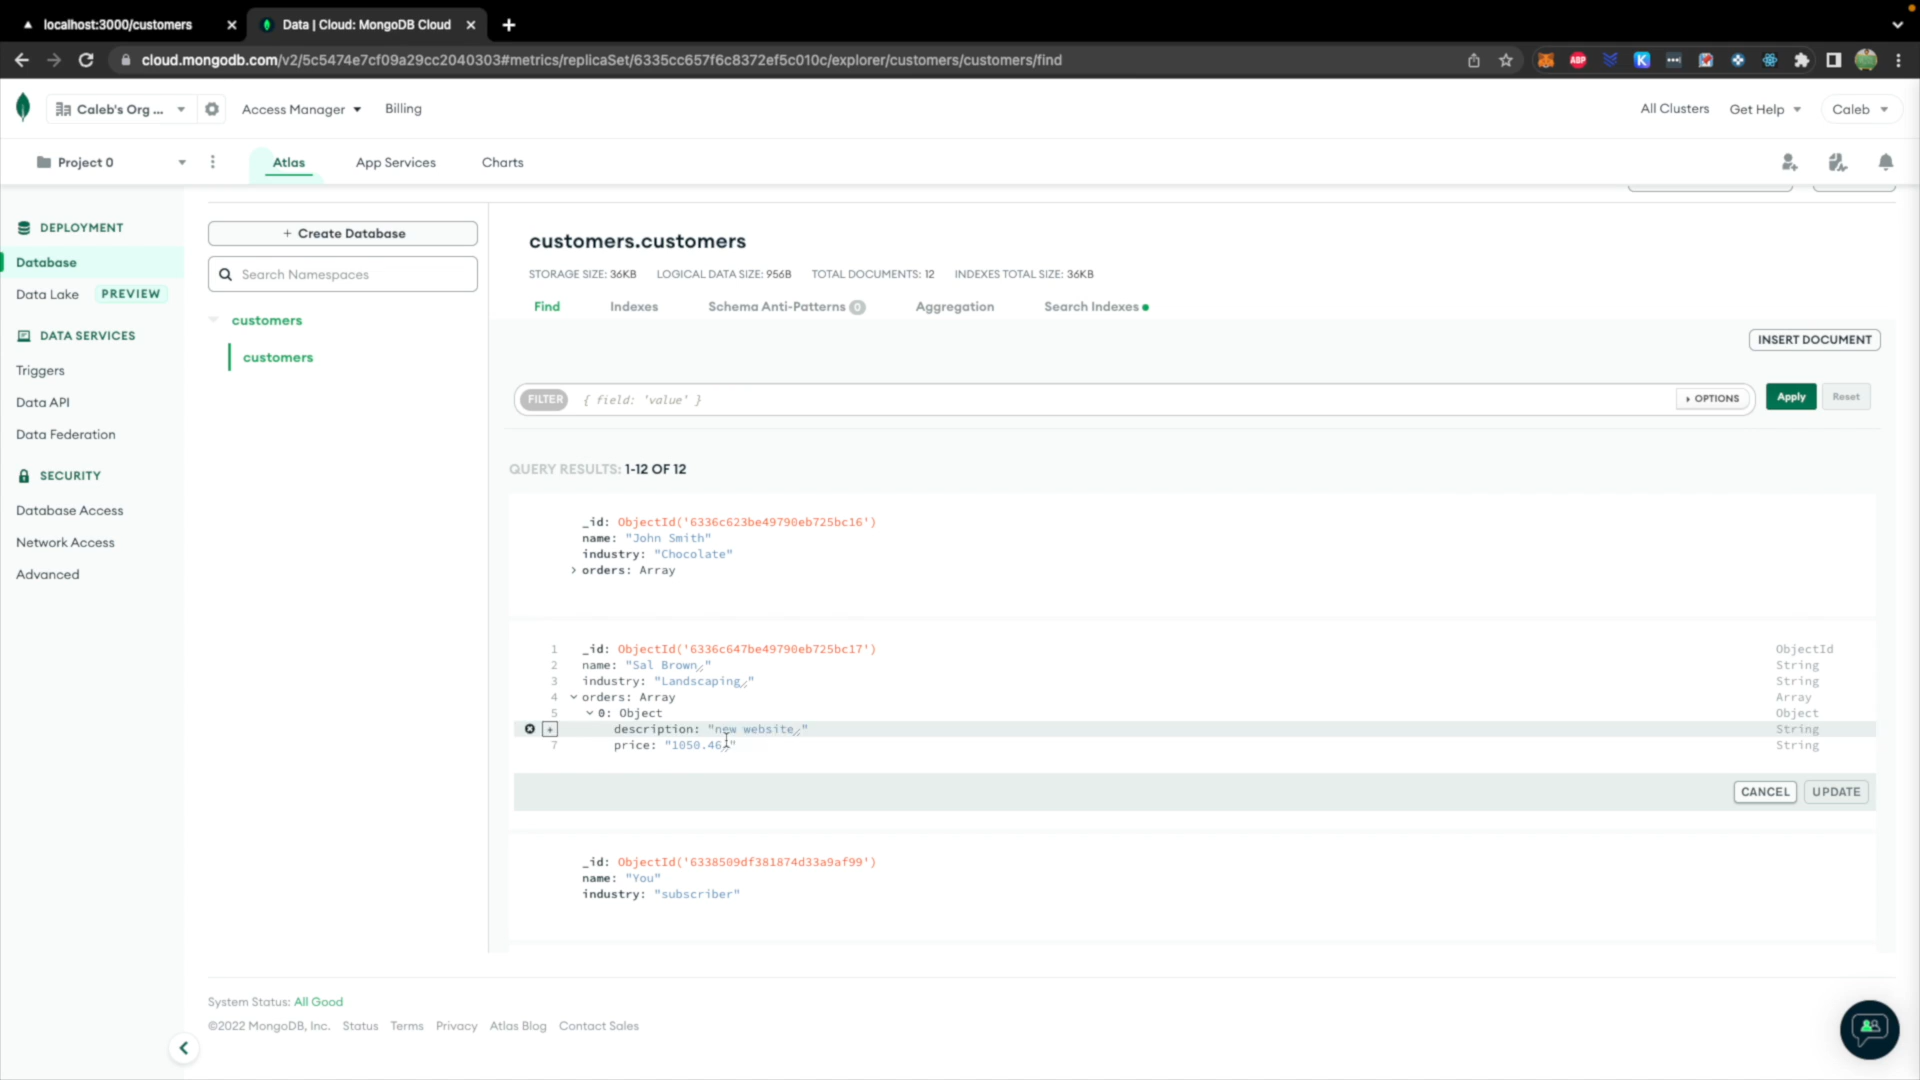 localhost:3000/customers
Data | Cloud: MongoDB Cloud
cloud.mongodb.com/v2/5c5474e7cf09a29cc2040303#metrics/replicaSet/6335cc657f6c8372ef5c010c/explorer/customers/customers/find
Caleb's Org ...
Access Manager
Billing
All Clusters
Get Help
Caleb
Project 0
Atlas
App Services
Charts
DEPLOYMENT
Database
Data Lake PREVIEW
DATA SERVICES
Triggers
Data API
Data Federation
SECURITY
Database Access
Network Access
Advanced
+ Create Database
Search Namespaces
customers
customers
customers.customers
STORAGE SIZE: 36KB LOGICAL DATA SIZE: 956B TOTAL DOCUMENTS: 12 INDEXES TOTAL SIZE: 36KB
Find Indexes Schema Anti-Patterns 0 Aggregation Search Indexes
INSERT DOCUMENT
FILTER { field: 'value' } OPTIONS Apply Reset
QUERY RESULTS: 1-12 OF 12
_id: ObjectId('6336c623be49790eb725bc16')
name: "John Smith"
industry: "Chocolate"
orders: Array
1 _id: ObjectId('6336c647be49790eb725bc17') ObjectId
2 name: "Sal Brown" String
3 industry: "Landscaping" String
4 orders: Array Array
5 0: Object Object
+ description: "new website" String
7 price: "1050.46" String
CANCEL UPDATE
_id: ObjectId('6338509df381874d33a9af99')
name: "You"
industry: "subscriber"
System Status: All Good
©2022 MongoDB, Inc. Status Terms Privacy Atlas Blog Contact Sales